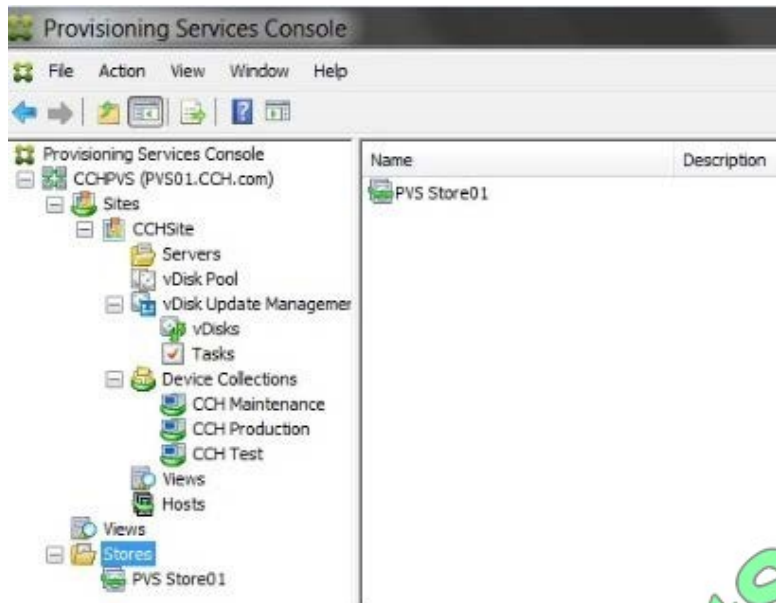 Provisioning Services Console
File Action View Window Help
Provisioning Services Console
CCHPVS (PVS01.CCH.com)
Sites
CCHSite
Servers
vDisk Pool
vDisk Update Managemer
vDisks
Tasks
Device Collections
CCH Maintenance
CCH Production
CCH Test
Views
Hosts
Views
Stores
PVS Store01
Name Description
PVS Store01